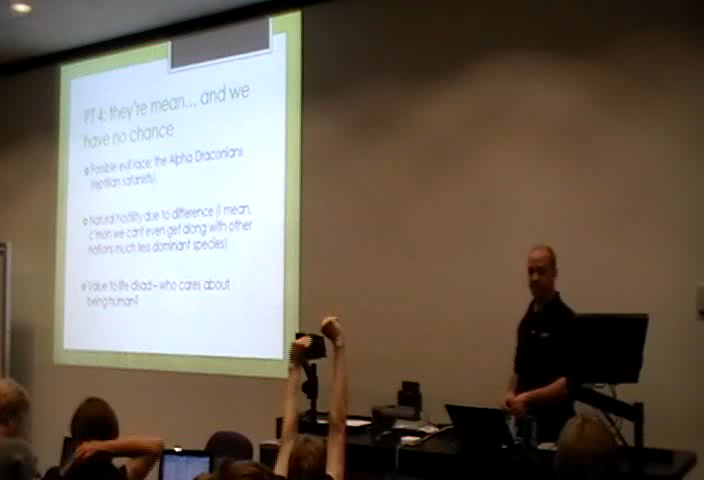 PT 4: they're mean... and we
have no chance
Possible evil race: the Alpha Draconians
(reptilian satanists).
Natural hostility due to difference (I mean,
c'mon we cant even get along with other
nations much less dominant species)
Value to life disad – who cares about
being human?